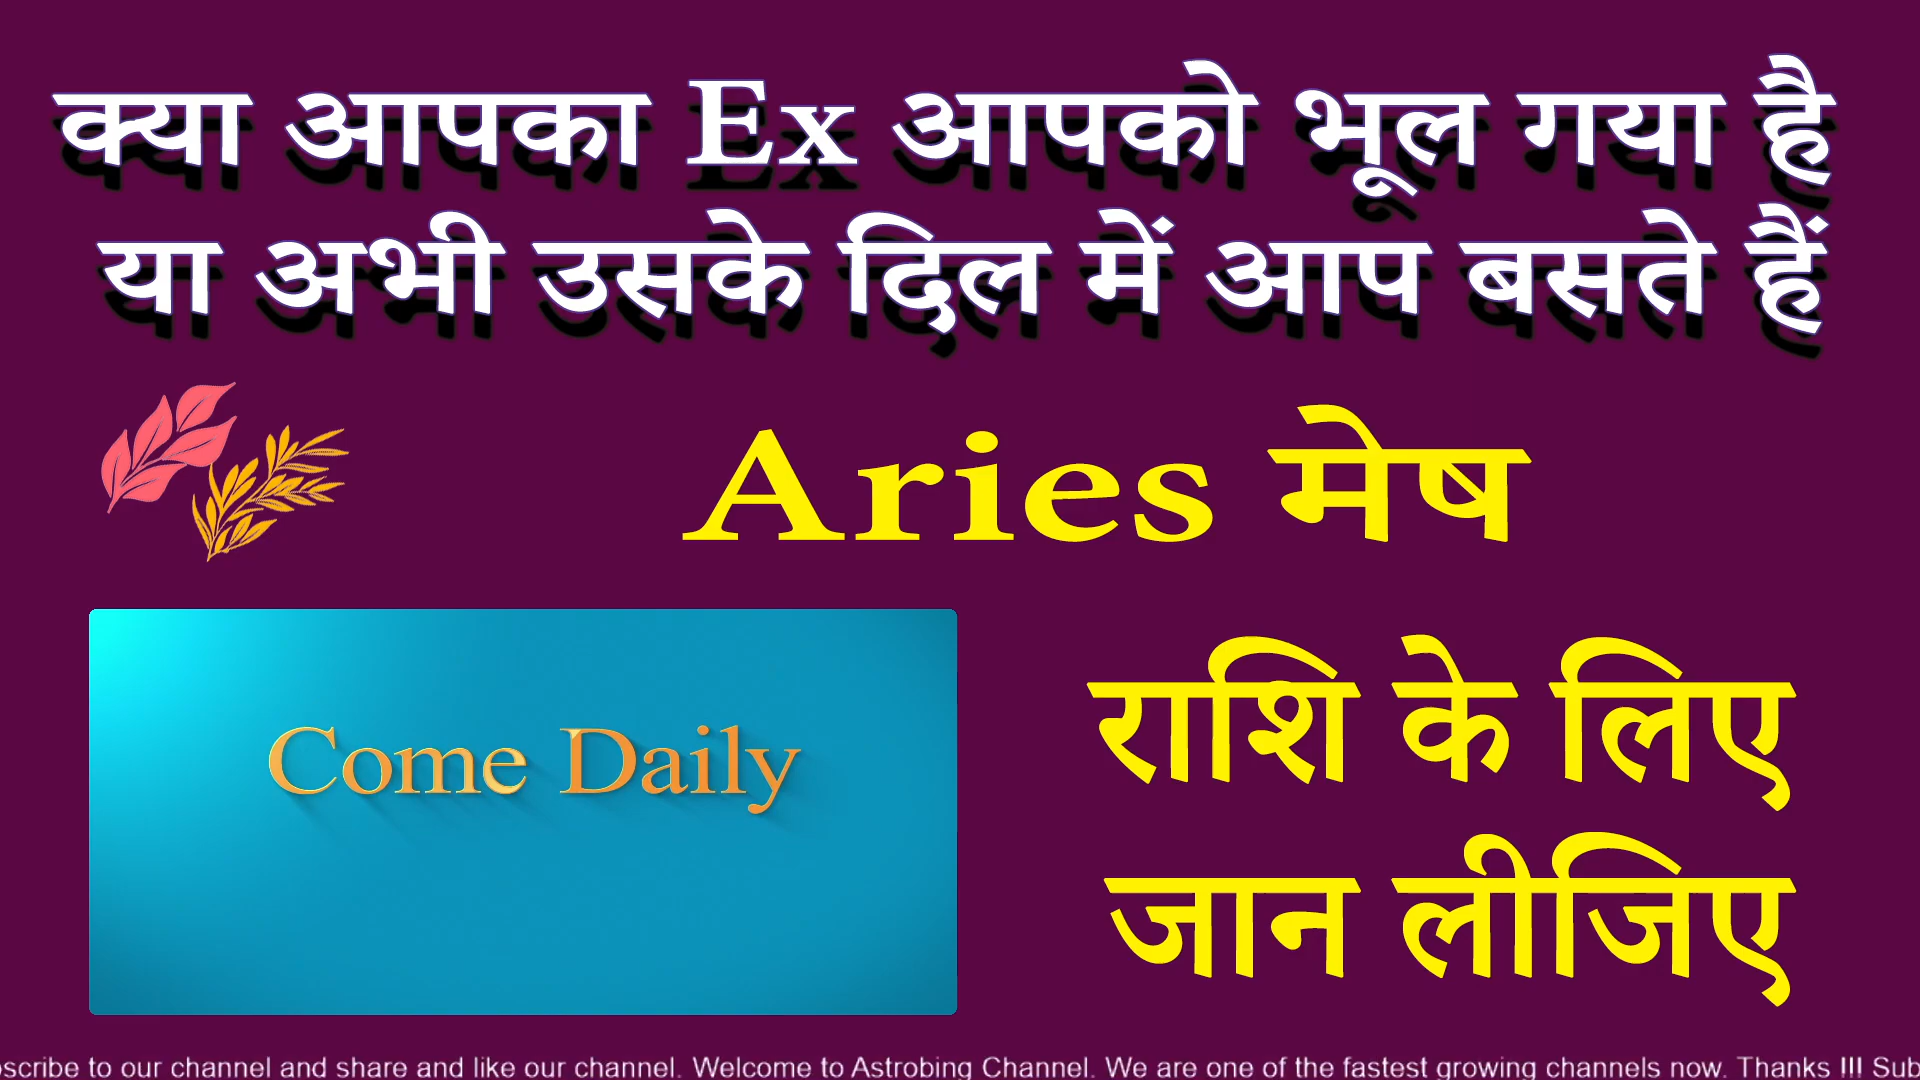 क्या आपका Ex आपको भूल गया है
या अभी उसके दिल में आप बसते हैं
Aries मेष
Come Daily
राशि के लिए
जान लीजिए
scribe to our channel and share and like our channel. Welcome to Astrobing Channel. We are one of the fastest growing channels now. Thanks !!! Sub